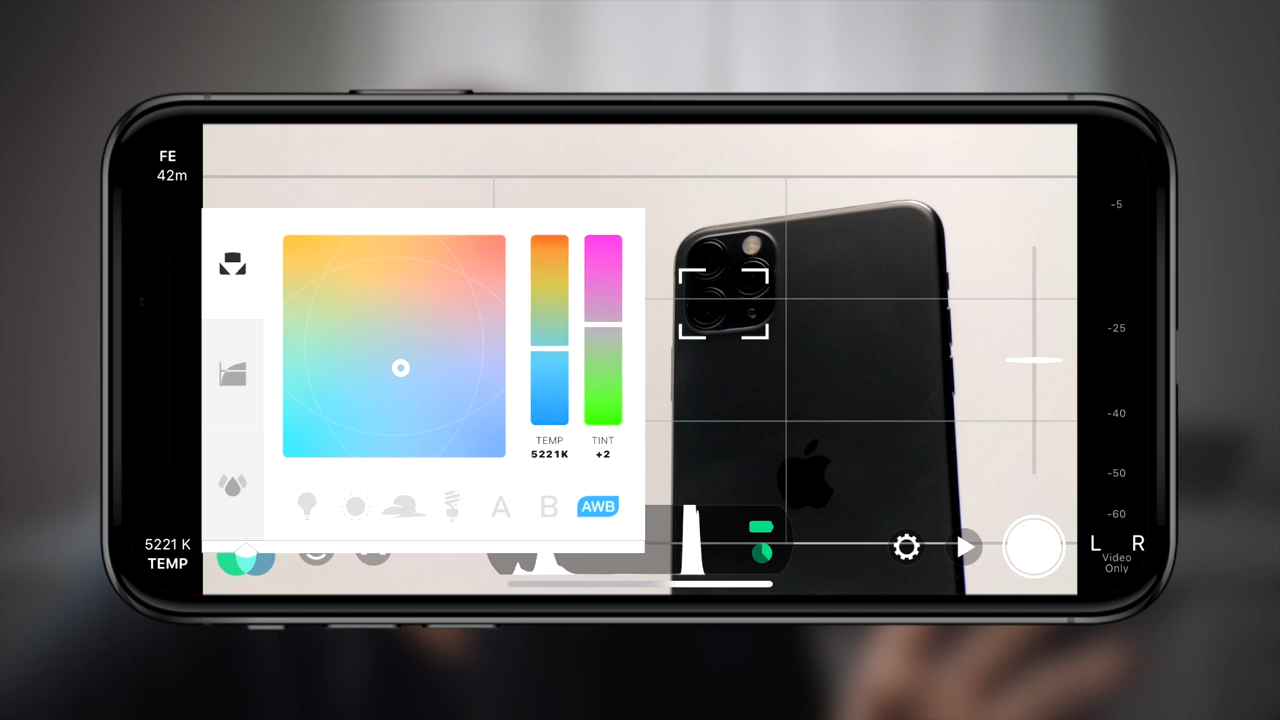 FE
42m
TEMP
5221K
TINT
+2
A
B
AWB
5221 K
TEMP
-5
-25
-40
-50
-60
L R
Video
Only